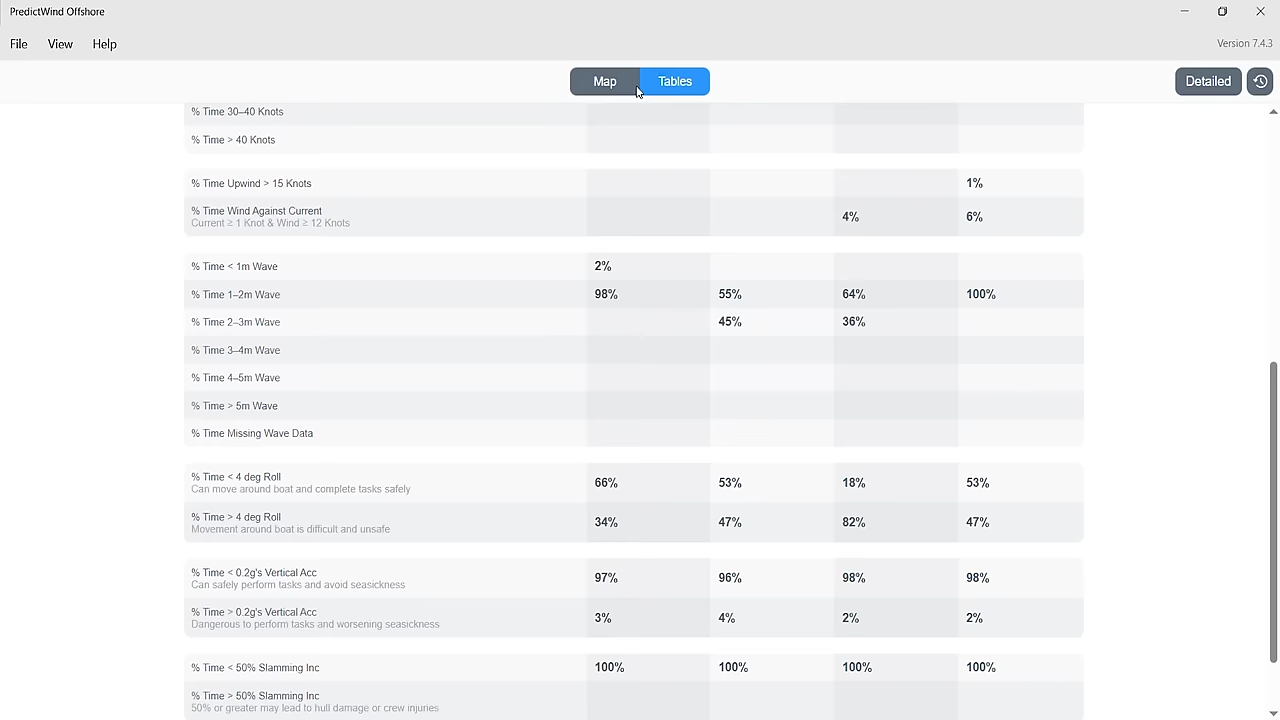 PredictWind Offshore
File View Help
Version 7.4.3
Map Tables
Detailed
% Time 30–40 Knots
% Time > 40 Knots
% Time Upwind > 15 Knots 1%
% Time Wind Against Current
Current ≥ 1 Knot & Wind ≥ 12 Knots
4% 6%
% Time < 1m Wave 2%
% Time 1–2m Wave 98% 55% 64% 100%
% Time 2–3m Wave 45% 36%
% Time 3–4m Wave
% Time 4–5m Wave
% Time > 5m Wave
% Time Missing Wave Data
% Time < 4 deg Roll
Can move around boat and complete tasks safely
66% 53% 18% 53%
% Time > 4 deg Roll
Movement around boat is difficult and unsafe
34% 47% 82% 47%
% Time < 0.2g's Vertical Acc
Can safely perform tasks and avoid seasickness
97% 96% 98% 98%
% Time > 0.2g's Vertical Acc
Dangerous to perform tasks and worsening seasickness
3% 4% 2% 2%
% Time < 50% Slamming Inc 100% 100% 100% 100%
% Time > 50% Slamming Inc
50% or greater may lead to hull damage or crew injuries